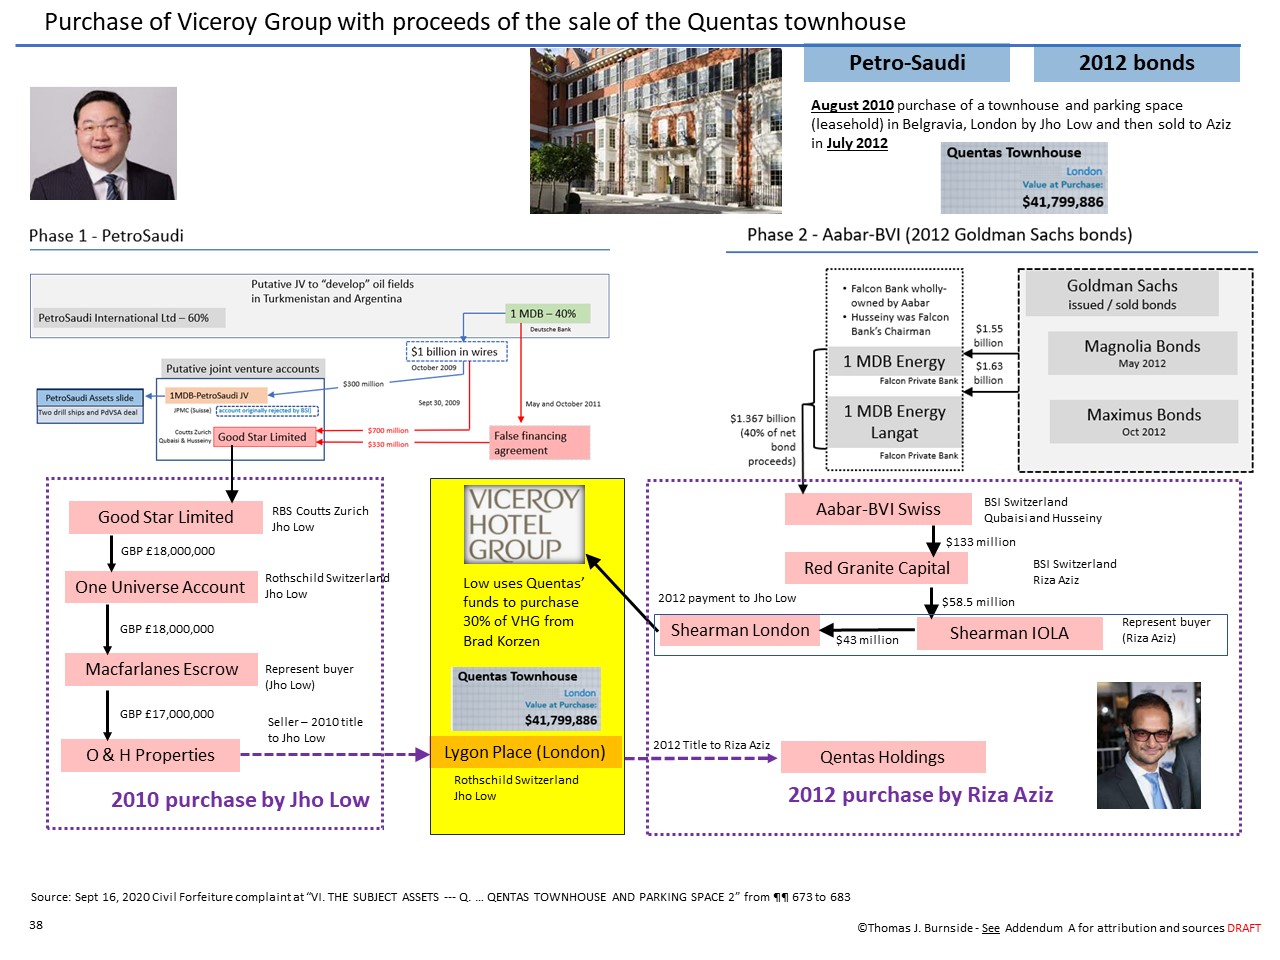 Purchase of Viceroy Group with proceeds of the sale of the Quentas townhouse
Petro-Saudi
2012 bonds
August 2010 purchase of a townhouse and parking space
(leasehold) in Belgravia, London by Jho Low and then sold to Aziz
in July 2012
Quentas Townhouse
London
Value at Purchase:
$41,799,886
Phase 1 - PetroSaudi
Putative JV to “develop” oil fields
in Turkmenistan and Argentina
PetroSaudi International Ltd – 60%
1 MDB – 40%
Deutsche Bank
$1 billion in wires
October 2009
Putative joint venture accounts
$300 million
PetroSaudi Assets slide
Two drill ships and PdVSA deal
1MDB-PetroSaudi JV
JPMC (Suisse)
account originally rejected by BSI)
Sept 30, 2009
May and October 2011
Coutts Zurich
Qubaisi & Husseiny
Good Star Limited
$700 million
$330 million
False financing
agreement
Phase 2 - Aabar-BVI (2012 Goldman Sachs bonds)
• Falcon Bank wholly-
owned by Aabar
• Husseiny was Falcon
Bank’s Chairman
1 MDB Energy
Falcon Private Bank
1 MDB Energy
Langat
Falcon Private Bank
$1.55
billion
$1.63
billion
Goldman Sachs
issued / sold bonds
Magnolia Bonds
May 2012
Maximus Bonds
Oct 2012
$1.367 billion
(40% of net
bond
proceeds)
Good Star Limited
RBS Coutts Zurich
Jho Low
GBP £18,000,000
One Universe Account
Rothschild Switzerland
Jho Low
GBP £18,000,000
Macfarlanes Escrow
Represent buyer
(Jho Low)
GBP £17,000,000
Seller – 2010 title
to Jho Low
O & H Properties
2010 purchase by Jho Low
VICEROY
HOTEL
GROUP
Low uses Quentas’
funds to purchase
30% of VHG from
Brad Korzen
Quentas Townhouse
London
Value at Purchase:
$41,799,886
Lygon Place (London)
Rothschild Switzerland
Jho Low
Aabar-BVI Swiss
BSI Switzerland
Qubaisi and Husseiny
$133 million
Red Granite Capital
BSI Switzerland
Riza Aziz
2012 payment to Jho Low
$58.5 million
Shearman London
$43 million
Shearman IOLA
Represent buyer
(Riza Aziz)
2012 Title to Riza Aziz
Qentas Holdings
2012 purchase by Riza Aziz
Source: Sept 16, 2020 Civil Forfeiture complaint at “VI. THE SUBJECT ASSETS --- Q. … QENTAS TOWNHOUSE AND PARKING SPACE 2” from ¶¶ 673 to 683
38
©Thomas J. Burnside - See Addendum A for attribution and sources DRAFT